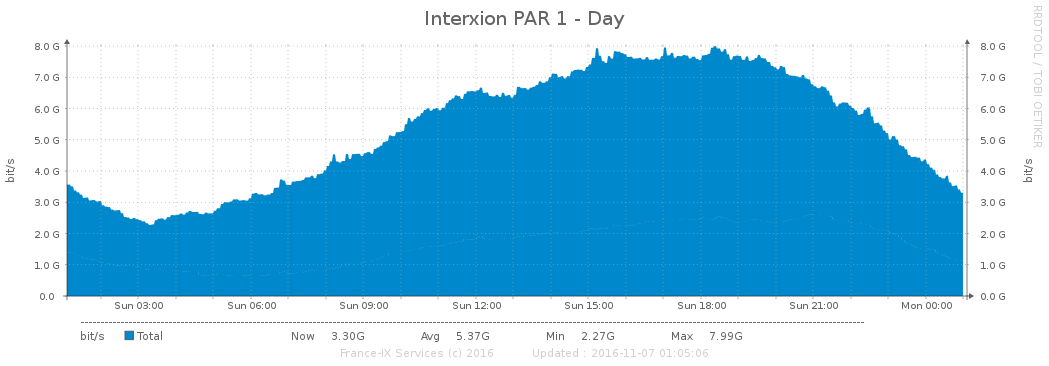 Interxion PAR 1 - Day
RRDTOOL / TOBI OETIKER
8.0 G 8.0 G
7.0 G 7.0 G
6.0 G 6.0 G
5.0 G 5.0 G
4.0 G 4.0 G
3.0 G 3.0 G
2.0 G 2.0 G
1.0 G 1.0 G
0.0 0.0 G
bit/s bit/s
Sun 03:00 Sun 06:00 Sun 09:00 Sun 12:00 Sun 15:00 Sun 18:00 Sun 21:00 Mon 00:00
bit/s Total Now 3.30G Avg 5.37G Min 2.27G Max 7.99G
France-IX Services (c) 2016 Updated : 2016-11-07 01:05:06